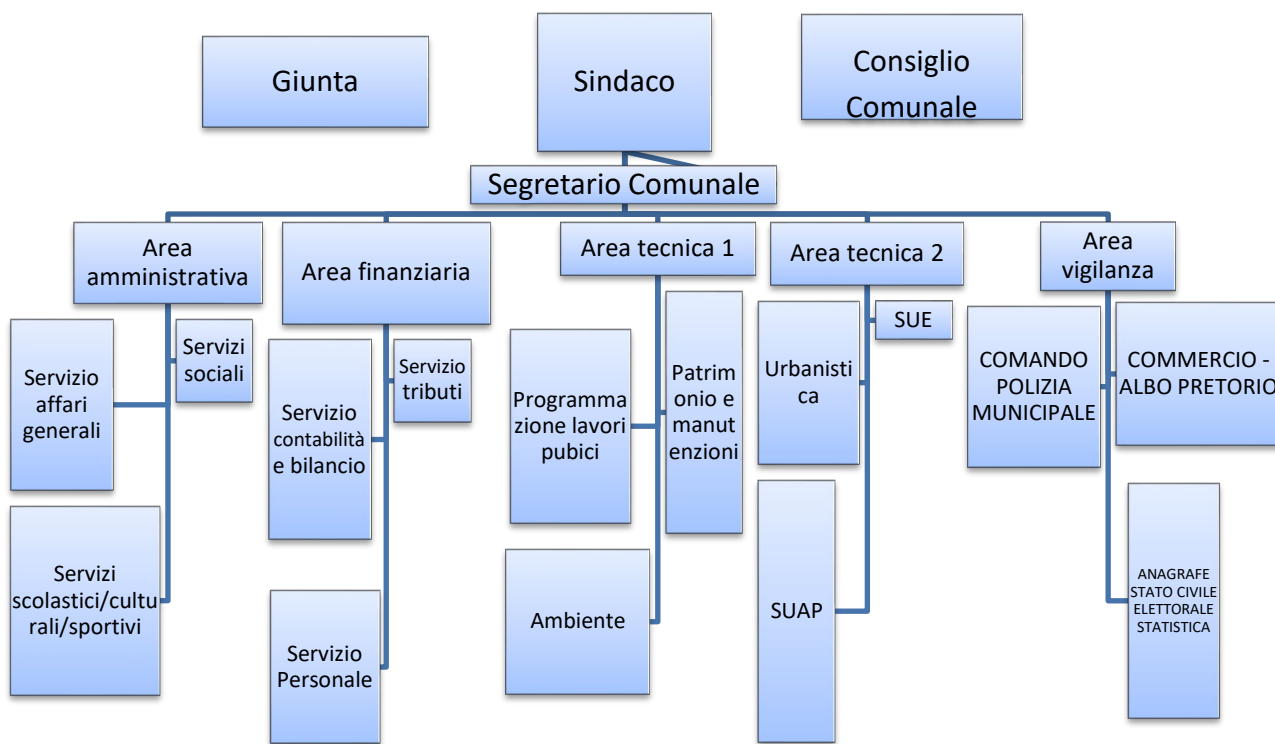 Giunta
Sindaco
Consiglio
Comunale
Segretario Comunale
Area
amministrativa
Area finanziaria
Area tecnica 1
Area tecnica 2
Area
vigilanza
Servizio
affari
generali
Servizi
sociali
Servizi
scolastici/cultu
rali/sportivi
Servizio
contabilità
e bilancio
Servizio
tributi
Servizio
Personale
Programma
zione lavori
pubici
Patrim
onio e
manut
enzioni
Ambiente
Urbanisti
ca
SUE
SUAP
COMANDO
POLIZIA
MUNICIPALE
COMMERCIO -
ALBO PRETORIO
ANAGRAFE
STATO CIVILE
ELETTORALE
STATISTICA